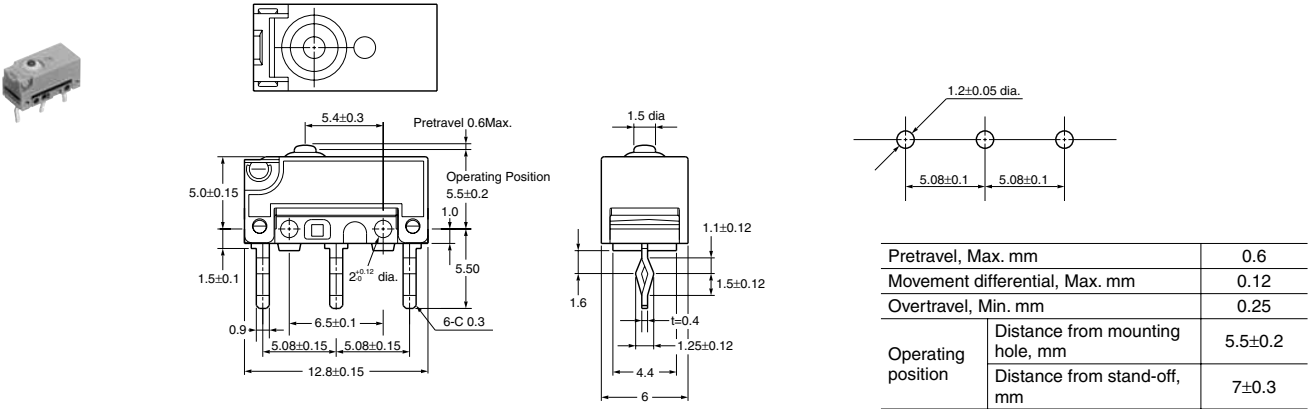 5.4±0.3
Pretravel 0.6Max.
Operating Position
5.5±0.2
5.0±0.15
1.0
1.5±0.1
2 +0.12 -0 dia.
5.50
0.9
6.5±0.1
6-C 0.3
5.08±0.15
5.08±0.15
12.8±0.15
1.5 dia
1.1±0.12
1.5±0.12
1.6
t=0.4
1.25±0.12
4.4
6
1.2±0.05 dia.
5.08±0.1
5.08±0.1
Pretravel, Max. mm 0.6
Movement differential, Max. mm 0.12
Overtravel, Min. mm 0.25
Operating position
Distance from mounting
hole, mm
5.5±0.2
Distance from stand-off,
mm
7±0.3